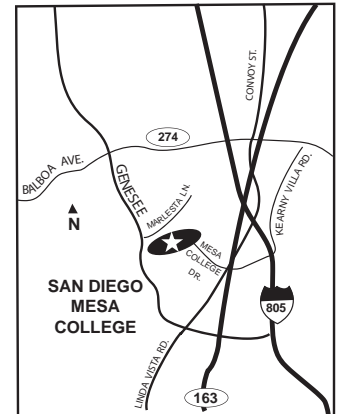 CONVOY ST.
274
BALBOA AVE.
GENESEE
KEARNY VILLA RD.
MARLESTA LN.
N
MESA
COLLEGE
DR.
SAN DIEGO
MESA
COLLEGE
805
LINDA VISTA RD.
163